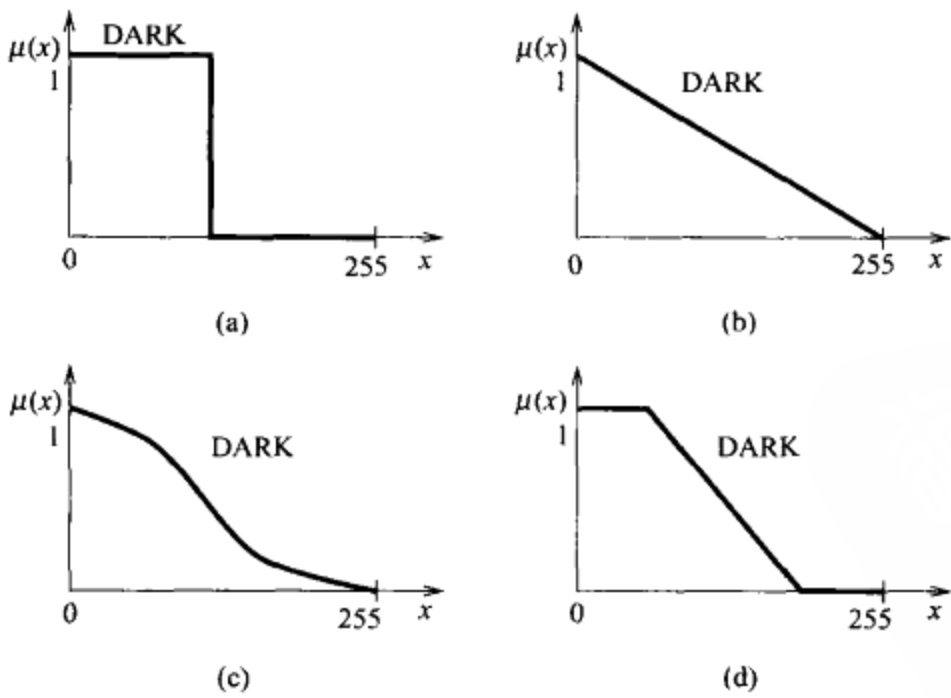 DARK
μ(x)
1
0
255
x
(a)
μ(x)
1
DARK
0
255
x
(b)
μ(x)
1
DARK
0
255
x
(c)
μ(x)
1
DARK
0
255
x
(d)